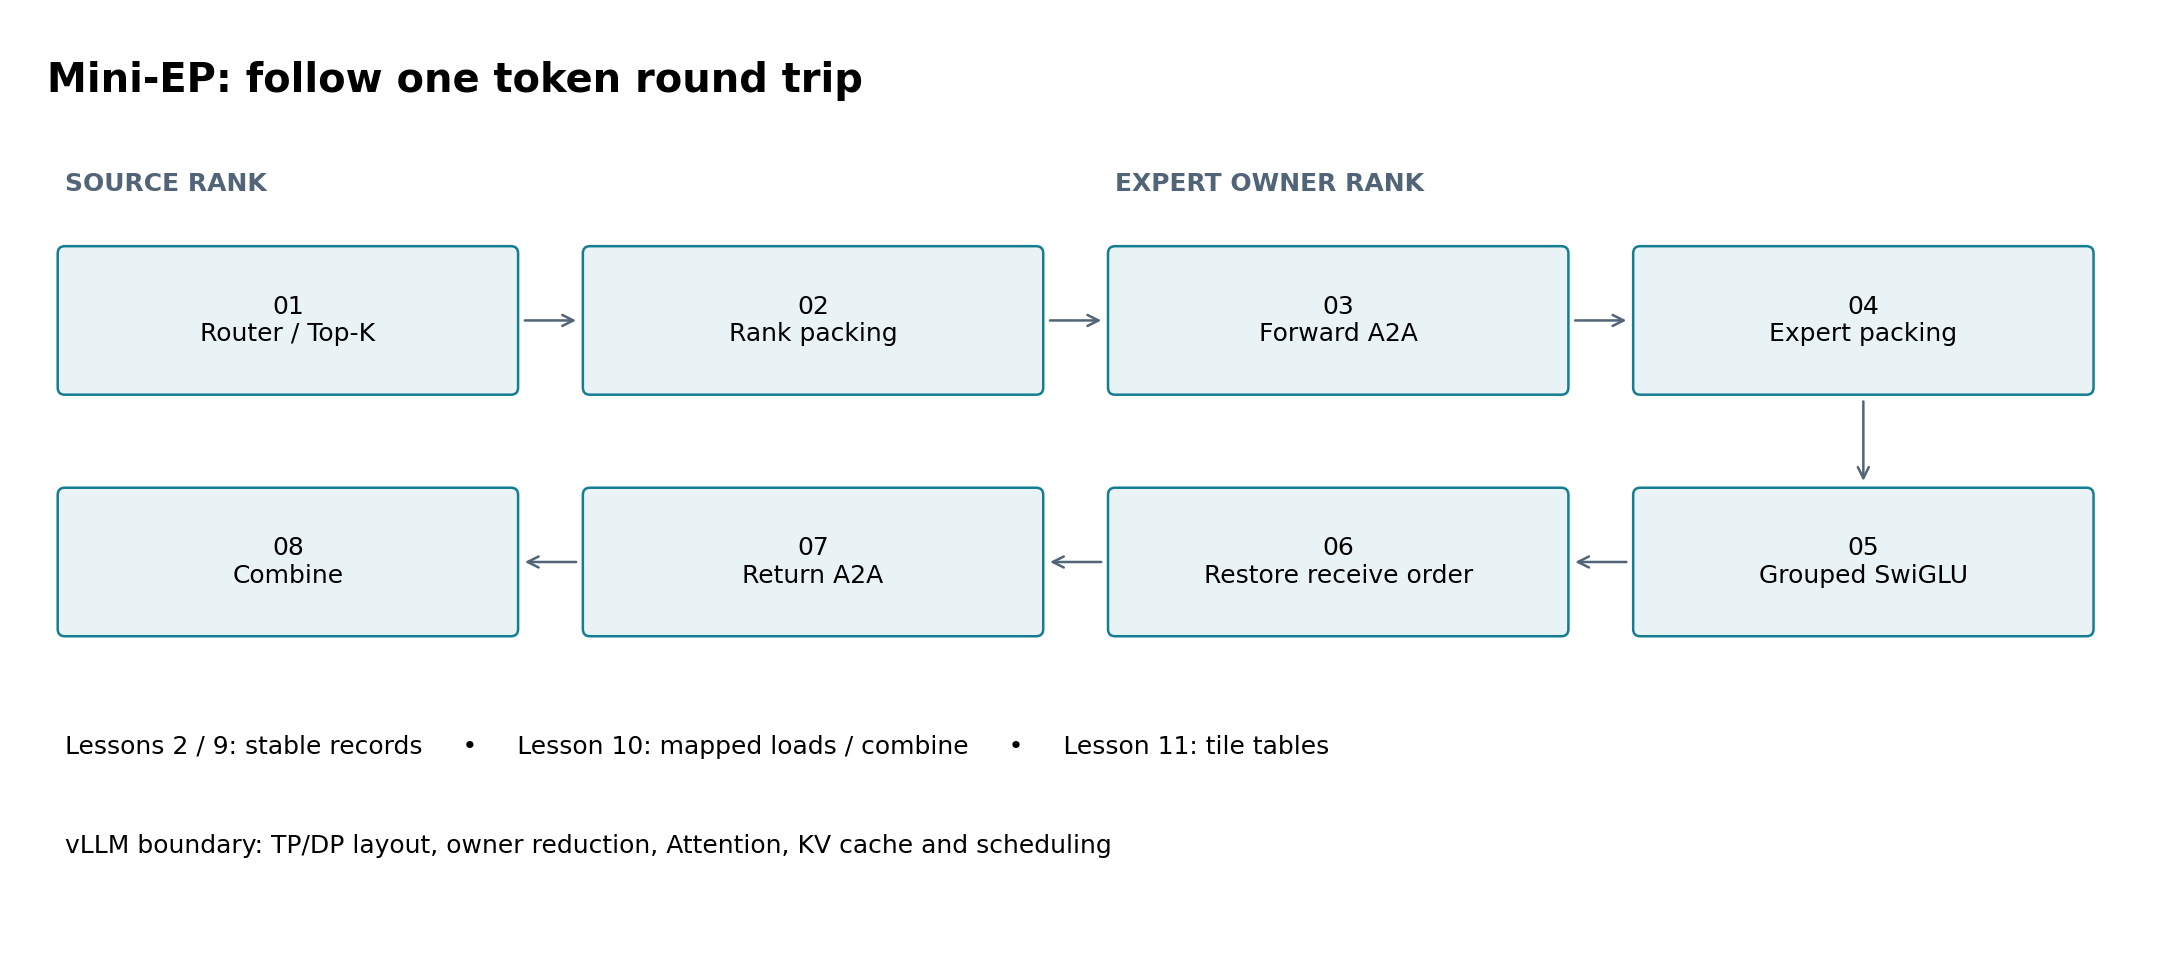 Mini-EP: follow one token round trip
SOURCE RANK
EXPERT OWNER RANK
01
Router / Top-K
02
Rank packing
03
Forward A2A
04
Expert packing
08
Combine
07
Return A2A
06
Restore receive order
05
Grouped SwiGLU
Lessons 2 / 9: stable records • Lesson 10: mapped loads / combine • Lesson 11: tile tables
vLLM boundary: TP/DP layout, owner reduction, Attention, KV cache and scheduling